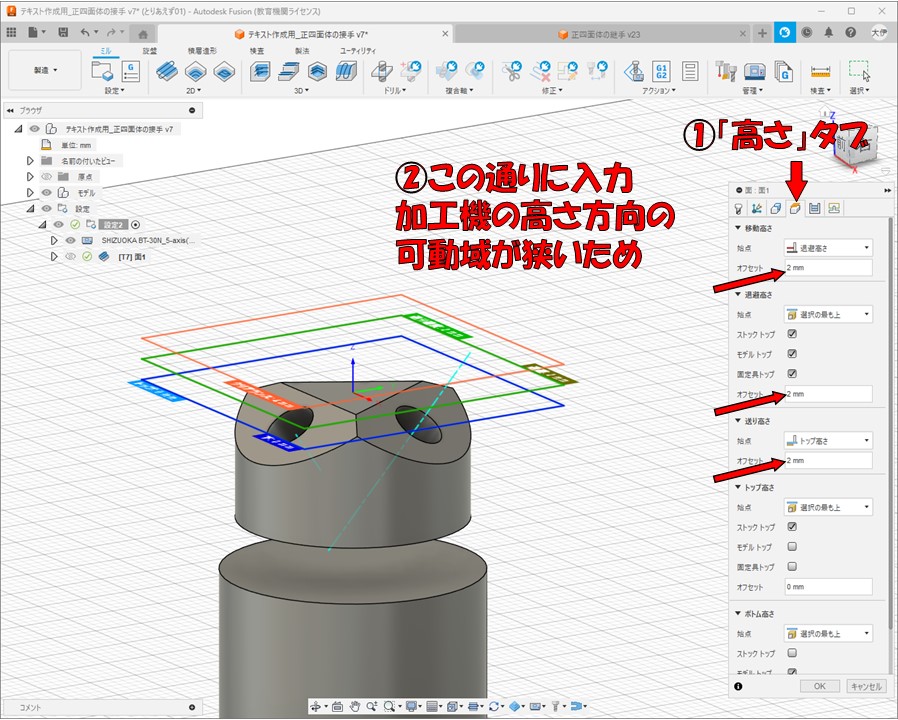 テキスト作成用_正四面体の接手 v7* (とりあえず01) - Autodesk Fusion (教育機関ライセンス)
テキスト作成用_正四面体の接手 v7*
正四面体の継手 v23
大伊
ミル 旋盤 積層造形 検査 製法 ユーティリティ
製造
G1
G2
設定 2D 3D ドリル 複合軸 修正 アクション 管理 検査 選択
ブラウザ
テキスト作成用_正四面体の接手 v7
単位: mm
名前の付いたビュー
原点
モデル
設定
設定2
SHIZUOKA BT-30N_5-axis(...
[T7] 面1
①「高さ」タブ
②この通りに入力
加工機の高さ方向の
可動域が狭いため
Z
X
Z
面 : 面1
移動高さ
始点 退避高さ
オフセット 2 mm
退避高さ
始点 選択の最も上
ストックトップ
モデルトップ
固定具トップ
オフセット 2 mm
送り高さ
始点 トップ高さ
オフセット 2 mm
トップ高さ
始点 選択の最も上
ストックトップ
モデルトップ
固定具トップ
オフセット 0 mm
ボトム高さ
始点 選択の最も上
ストックトップ
モデルトップ
OK キャンセル
コメント